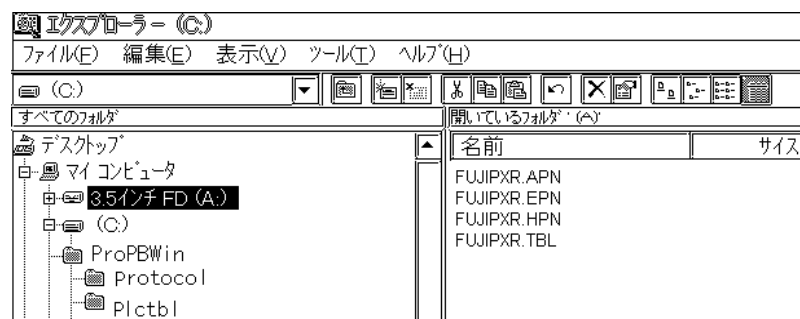 エクスプローラー (C:)
ファイル(F) 編集(E) 表示(V) ツール(T) ヘルプ(H)
(C:)
すべてのフォルダ
開いているフォルダ'(A)'
デスクトップ
名前 サイズ
マイ コンピュータ
3.5インチ FD (A:)
(C:)
ProPBWin
Protocol
Plctbl
FUJIPXR.APN
FUJIPXR.EPN
FUJIPXR.HPN
FUJIPXR.TBL